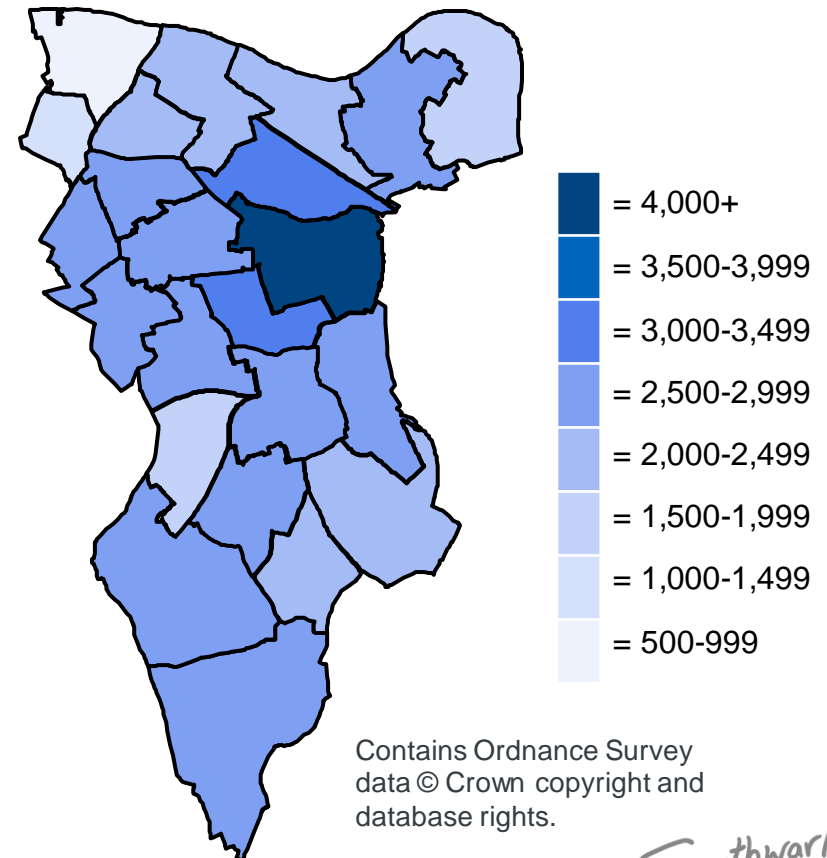 = 4,000+
= 3,500-3,999
= 3,000-3,499
= 2,500-2,999
= 2,000-2,499
= 1,500-1,999
= 1,000-1,499
= 500-999
Contains Ordnance Survey
data © Crown copyright and
database rights.